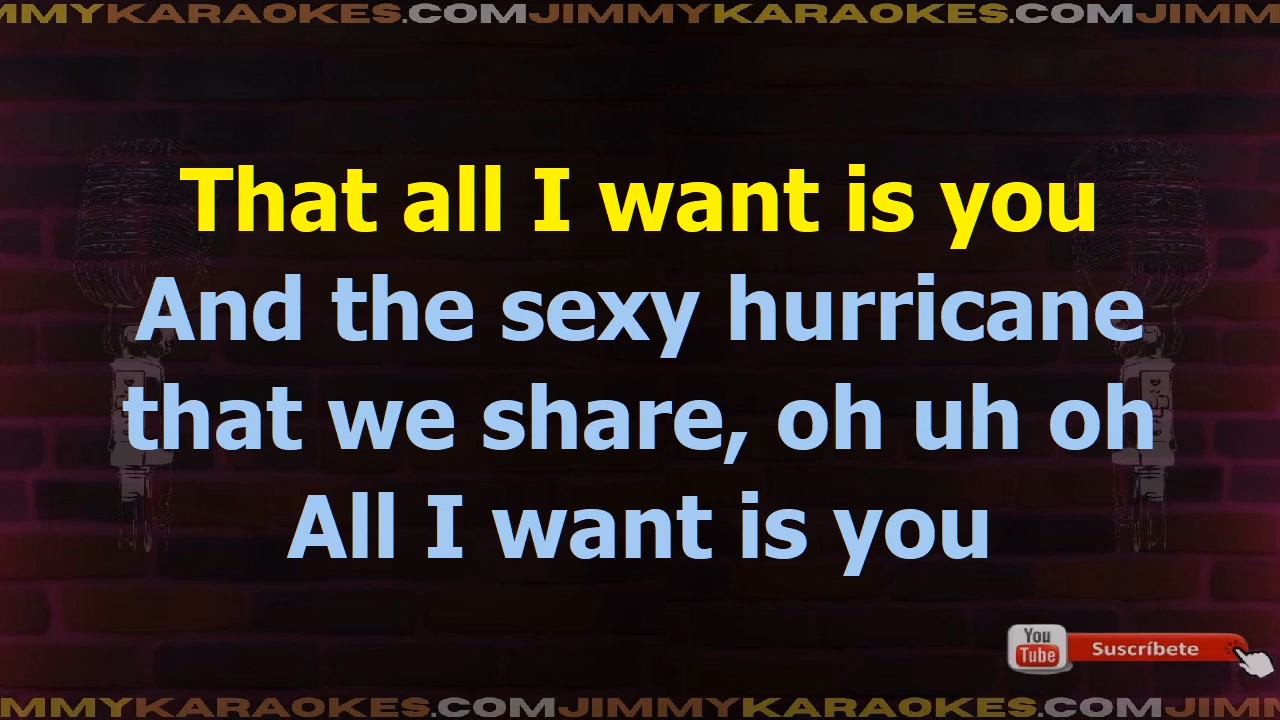 MMYKARAOKES.COMJIMMYKARAOKES.COMJIMM
That all I want is you
And the sexy hurricane
that we share, oh uh oh
All I want is you
You
Tube
Suscríbete
MMYKARAOKES.COMJIMMYKARAOKES.COMJIMM